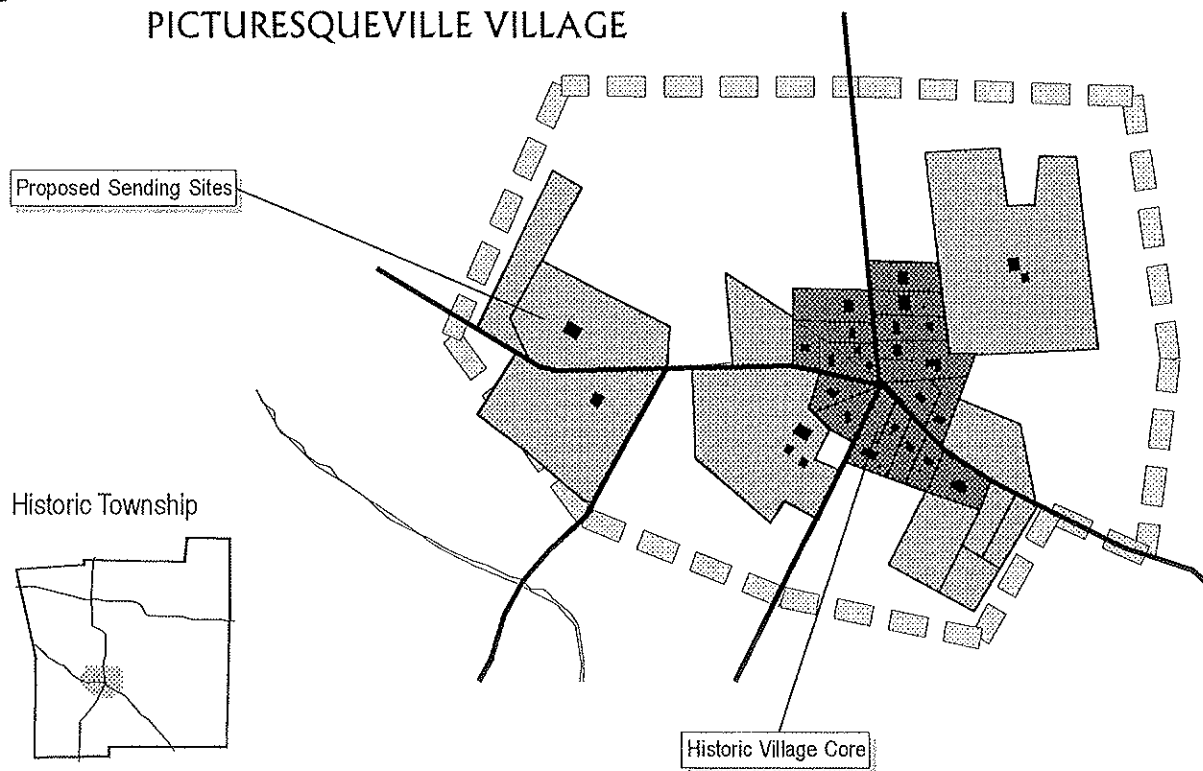 PICTURESQUEVILLE VILLAGE
Proposed Sending Sites
Historic Township
Historic Village Core